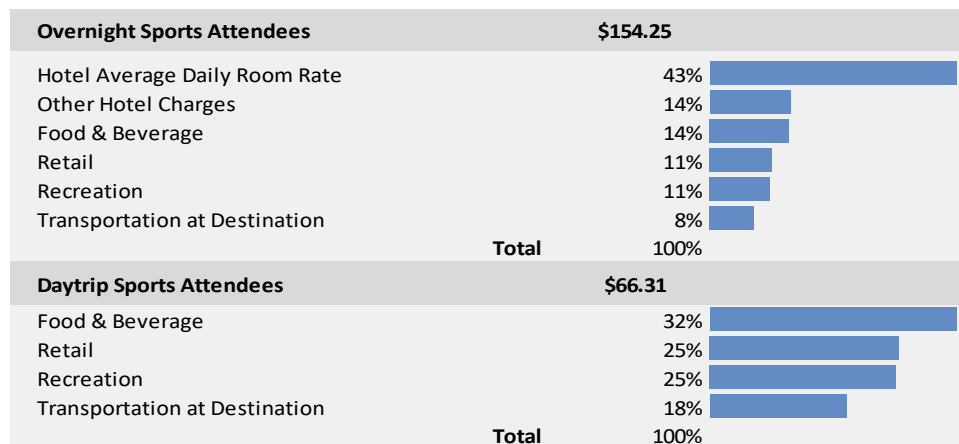 Overnight Sports Attendees $154.25
Hotel Average Daily Room Rate 43%
Other Hotel Charges 14%
Food & Beverage 14%
Retail 11%
Recreation 11%
Transportation at Destination 8%
Total 100%
Daytrip Sports Attendees $66.31
Food & Beverage 32%
Retail 25%
Recreation 25%
Transportation at Destination 18%
Total 100%